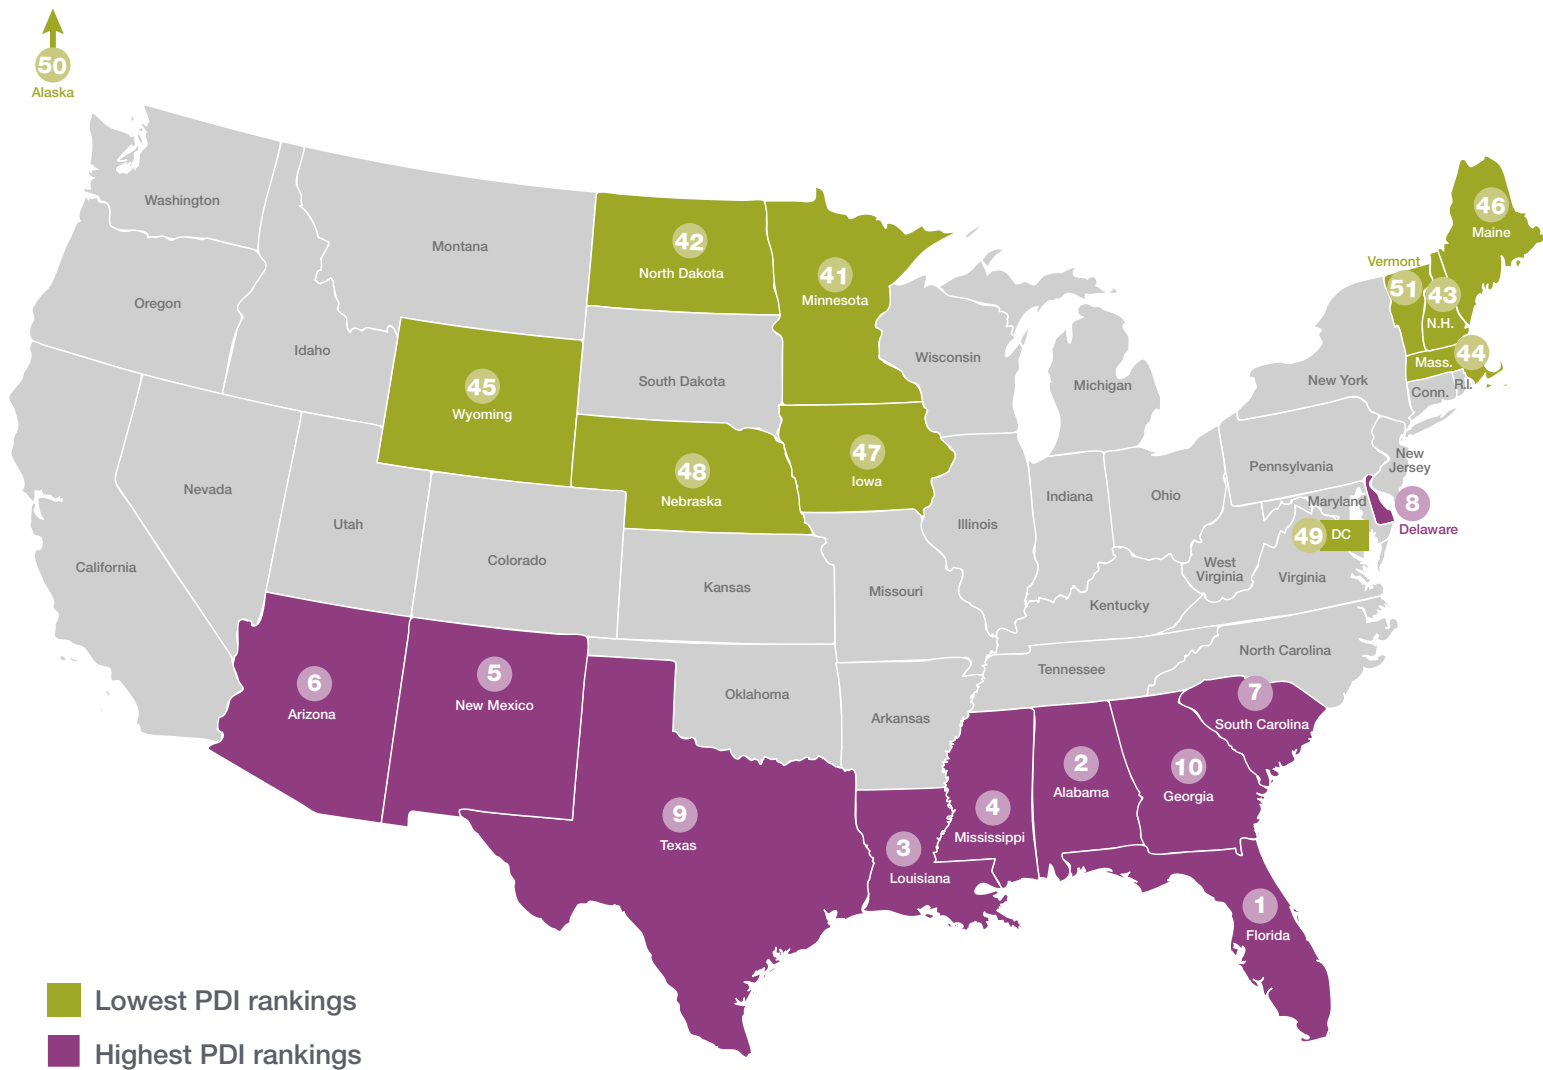 50
Alaska
Washington
Montana
Oregon
Idaho
42
North Dakota
41
Minnesota
46
Maine
Vermont
51
43
N.H.
44
Mass.
R.I.
Conn.
45
Wyoming
South Dakota
Wisconsin
Michigan
New York
47
Iowa
48
Nebraska
Nevada
Utah
Colorado
California
Kansas
Missouri
Illinois
Indiana
Ohio
Pennsylvania
New
Jersey
Maryland
8
Delaware
49
DC
West
Virginia
Virginia
Kentucky
North Carolina
Tennessee
6
Arizona
5
New Mexico
Oklahoma
Arkansas
7
South Carolina
2
Alabama
10
Georgia
9
Texas
4
Mississippi
3
Louisiana
1
Florida
Lowest PDI rankings
Highest PDI rankings